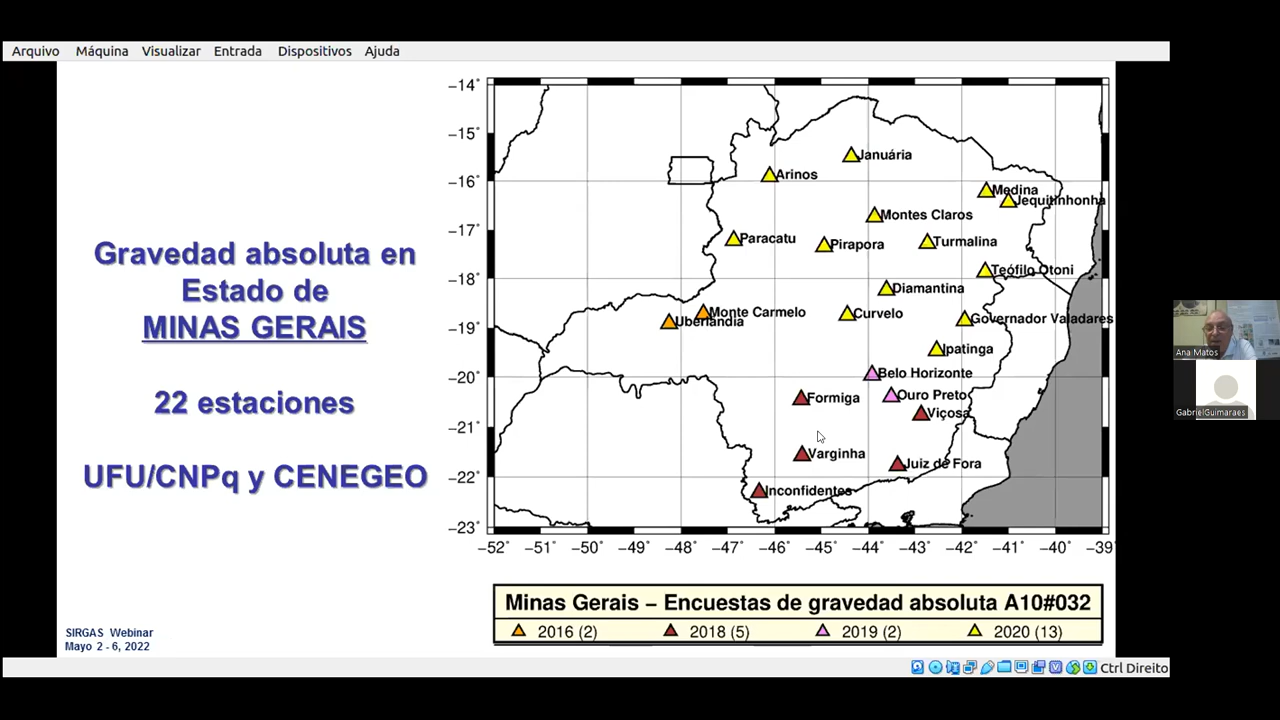 Arquivo Máquina Visualizar Entrada Dispositivos Ajuda
Gravedad absoluta en
Estado de
MINAS GERAIS
22 estaciones
UFU/CNPq y CENEGEO
SIRGAS Webinar
Mayo 2 - 6, 2022
−14°
−15°
−16°
−17°
−18°
−19°
−20°
−21°
−22°
−23°
−52° −51° −50° −49° −48° −47° −46° −45° −44° −43° −42° −41° −40° −39
Januária
Arinos
Medina
Jequitinhonha
Montes Claros
Paracatu
Pirapora
Turmalina
Teófilo Otoni
Diamantina
Monte Carmelo
Uberlandia
Curvelo
Governador Valadares
Ipatinga
Belo Horizonte
Formiga
Ouro Preto
Viçosa
Varginha
Juiz de Fora
Inconfidentes
Minas Gerais − Encuestas de gravedad absoluta A10#032
2016 (2) 2018 (5) 2019 (2) 2020 (13)
Ctrl Direito
Ana Matos
GabrielGuimaraes